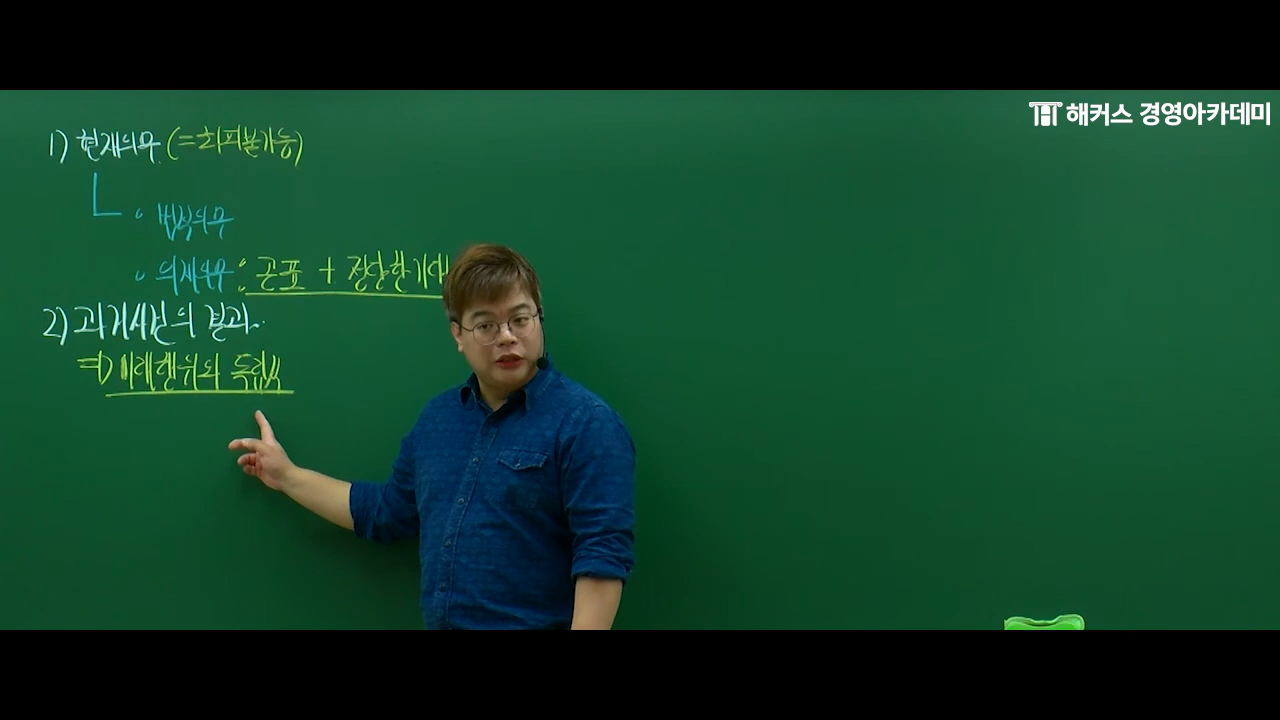 해커스 경영아카데미
1) 현재의무 (=회피불가능)
◦ 법적의무
◦ 의제의무 : 공표 + 정당한기대
2) 과거사건의 결과
⇒ 미래행위와 독립적